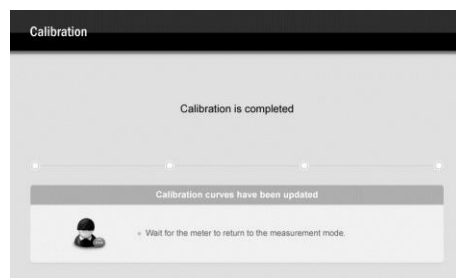 Calibration
Calibration is completed
Calibration curves have been updated
Wait for the meter to return to the measurement mode.